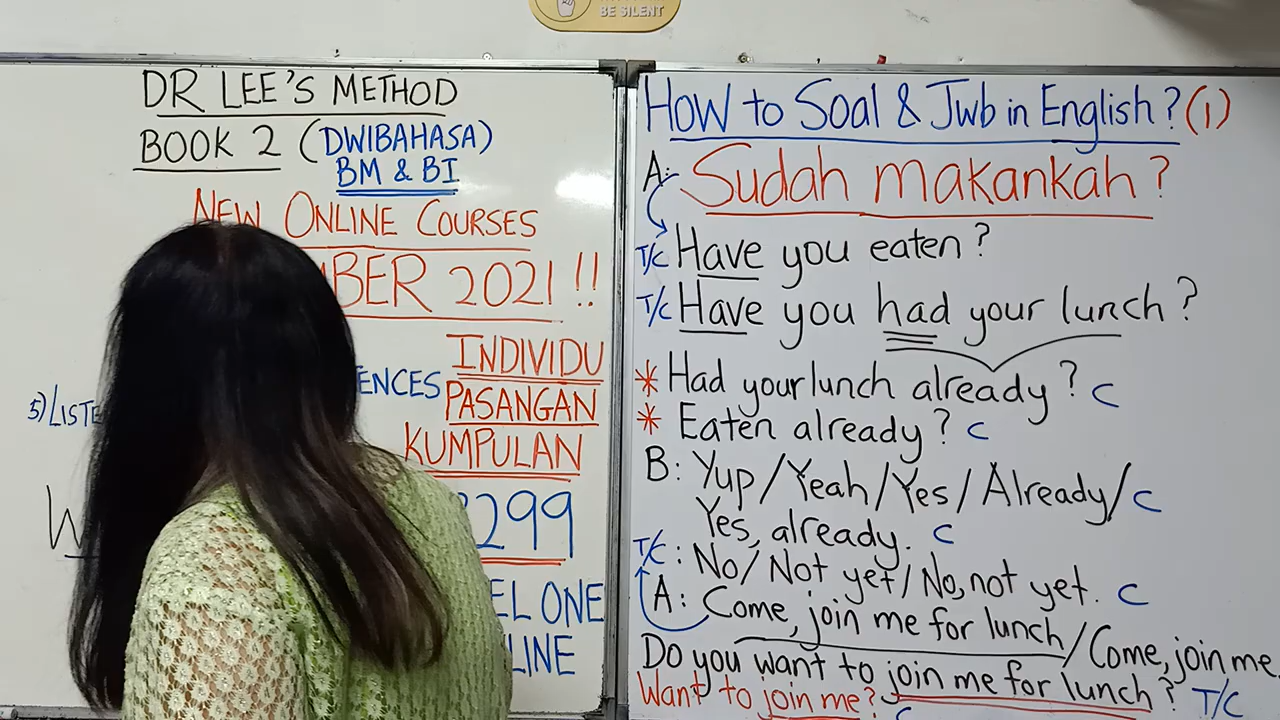 BE SILENT
DR LEE'S METHOD
BOOK 2 (DWIBAHASA)
BM & BI
NEW ONLINE COURSES
MBER 2021!!
INDIVIDU
5) LISTE ENCES PASANGAN
KUMPULAN
W 299
EL ONE
LINE
HOW to Soal & Jwb in English? (1)
A: Sudah makankah?
T/C Have you eaten?
T/C Have you had your lunch?
* Had your lunch already? C
* Eaten already? C
B: Yup/Yeah/Yes/Already/ C
Yes, already. C
T/C: No/Not yet/No, not yet. C
A: Come, join me for lunch/Come, join me.
Do you want to join me for lunch? T/C
Want to join me? C